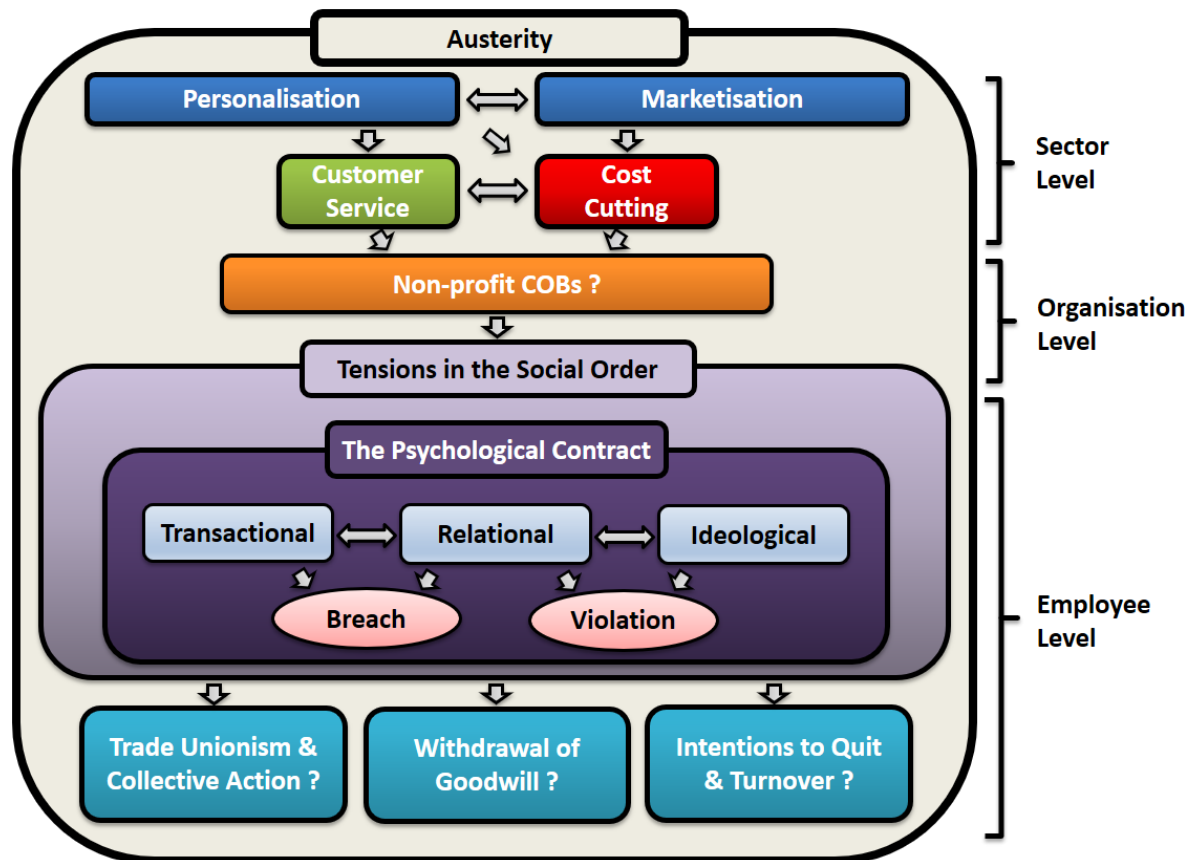 Austerity
Personalisation
Marketisation
Sector
Level
Customer
Service
Cost
Cutting
Non-profit COBs ?
Organisation
Level
Tensions in the Social Order
The Psychological Contract
Transactional
Relational
Ideological
Breach
Violation
Employee
Level
Trade Unionism &
Collective Action ?
Withdrawal of
Goodwill ?
Intentions to Quit
& Turnover ?